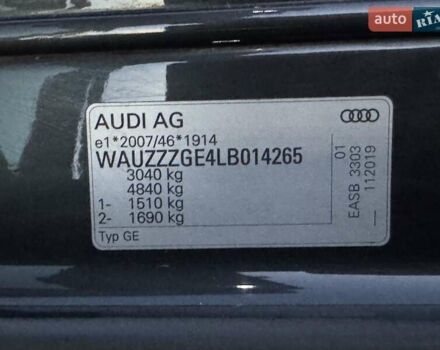 auto RIA
AUDI AG
e1*2007/46*1914
WAUZZZGE4LB014265
3040 kg
4840 kg
1- 1510 kg
2- 1690 kg
Typ GE
01
EASB 3303
112019